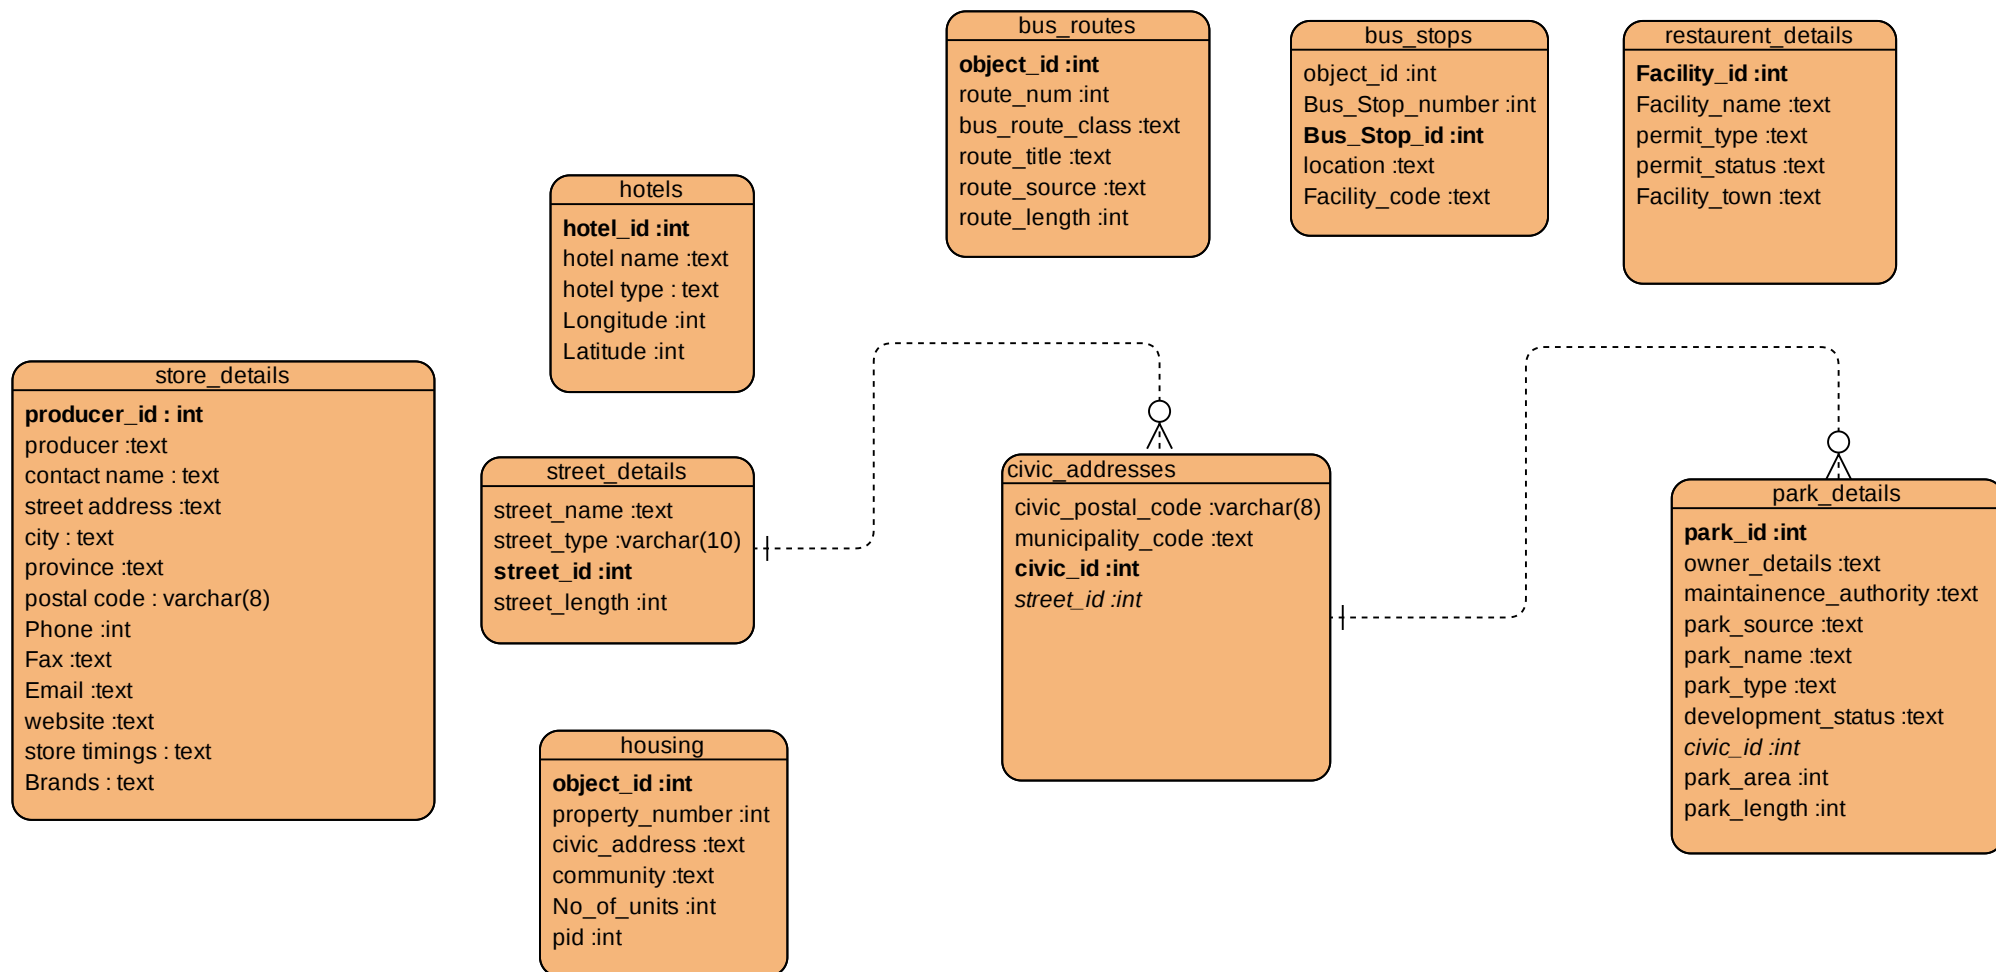 bus_routes
object_id :int
route_num :int
bus_route_class :text
route_title :text
route_source :text
route_length :int
bus_stops
object_id :int
Bus_Stop_number :int
Bus_Stop_id :int
location :text
Facility_code :text
restaurent_details
Facility_id :int
Facility_name :text
permit_type :text
permit_status :text
Facility_town :text
hotels
hotel_id :int
hotel name :text
hotel type : text
Longitude :int
Latitude :int
store_details
producer_id : int
producer :text
contact name : text
street address :text
city : text
province :text
postal code : varchar(8)
Phone :int
Fax :text
Email :text
website :text
store timings : text
Brands : text
street_details
street_name :text
street_type :varchar(10)
street_id :int
street_length :int
civic_addresses
civic_postal_code :varchar(8)
municipality_code :text
civic_id :int
street_id :int
park_details
park_id :int
owner_details :text
maintainence_authority :text
park_source :text
park_name :text
park_type :text
development_status :text
civic_id :int
park_area :int
park_length :int
housing
object_id :int
property_number :int
civic_address :text
community :text
No_of_units :int
pid :int